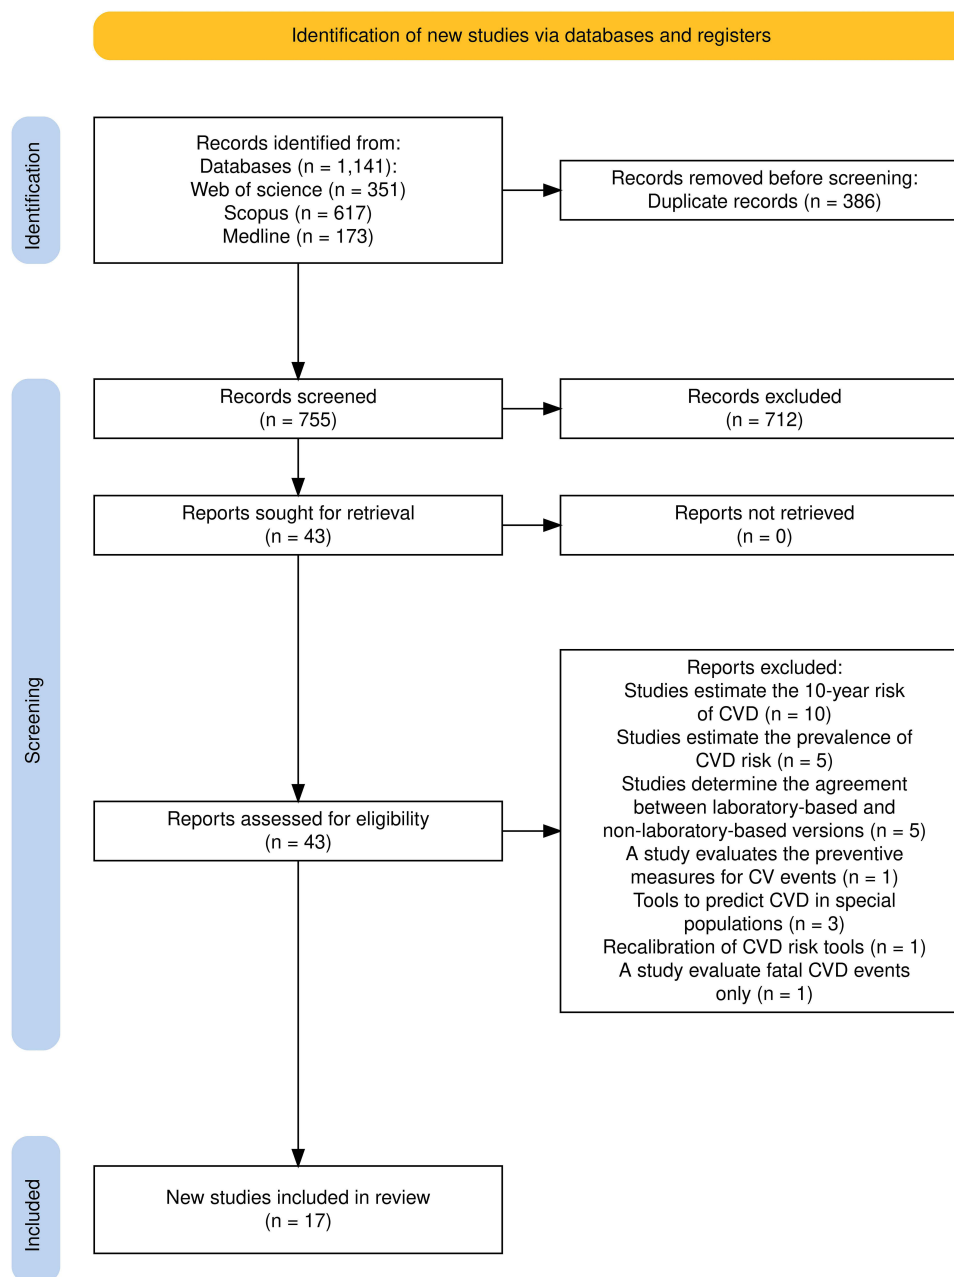 Identification of new studies via databases and registers
Identification
Records identified from:
Databases (n = 1,141):
Web of science (n = 351)
Scopus (n = 617)
Medline (n = 173)
Records removed before screening:
Duplicate records (n = 386)
Screening
Records screened
(n = 755)
Records excluded
(n = 712)
Reports sought for retrieval
(n = 43)
Reports not retrieved
(n = 0)
Reports assessed for eligibility
(n = 43)
Reports excluded:
Studies estimate the 10-year risk
of CVD (n = 10)
Studies estimate the prevalence of
CVD risk (n = 5)
Studies determine the agreement
between laboratory-based and
non-laboratory-based versions (n = 5)
A study evaluates the preventive
measures for CV events (n = 1)
Tools to predict CVD in special
populations (n = 3)
Recalibration of CVD risk tools (n = 1)
A study evaluate fatal CVD events
only (n = 1)
Included
New studies included in review
(n = 17)